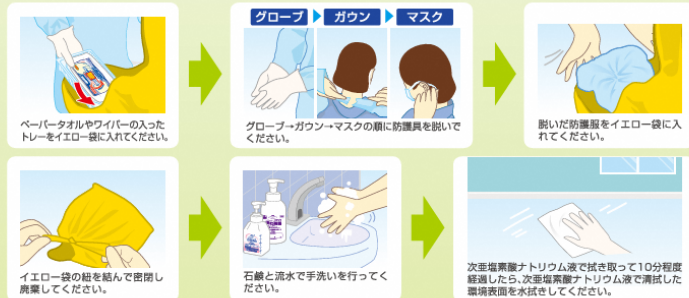 グローブ ガウン マスク
ペーパータオルやワイパーの入った
トレーをイエロー袋に入れてください。
グローブ→ガウン→マスクの順に防護具を脱いで
ください。
脱いだ防護服をイエロー袋に入
れてください。
イエロー袋の紐を結んで密閉し
廃棄してください。
石鹸と流水で手洗いを行ってく
ださい。
次亜塩素酸ナトリウム液で拭き取って10分程度
経過したら、次亜塩素酸ナトリウム液で清拭した
環境表面を水拭きしてください。